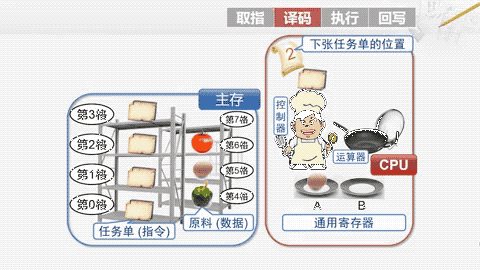 取指 译码 执行 回写
2 下张任务单的位置
控制器
主存
第3格
第7格
第2格
第6格
第1格
第5格
第0格
第4格
运算器
CPU
A B
任务单 (指令)
原料 (数据)
通用寄存器